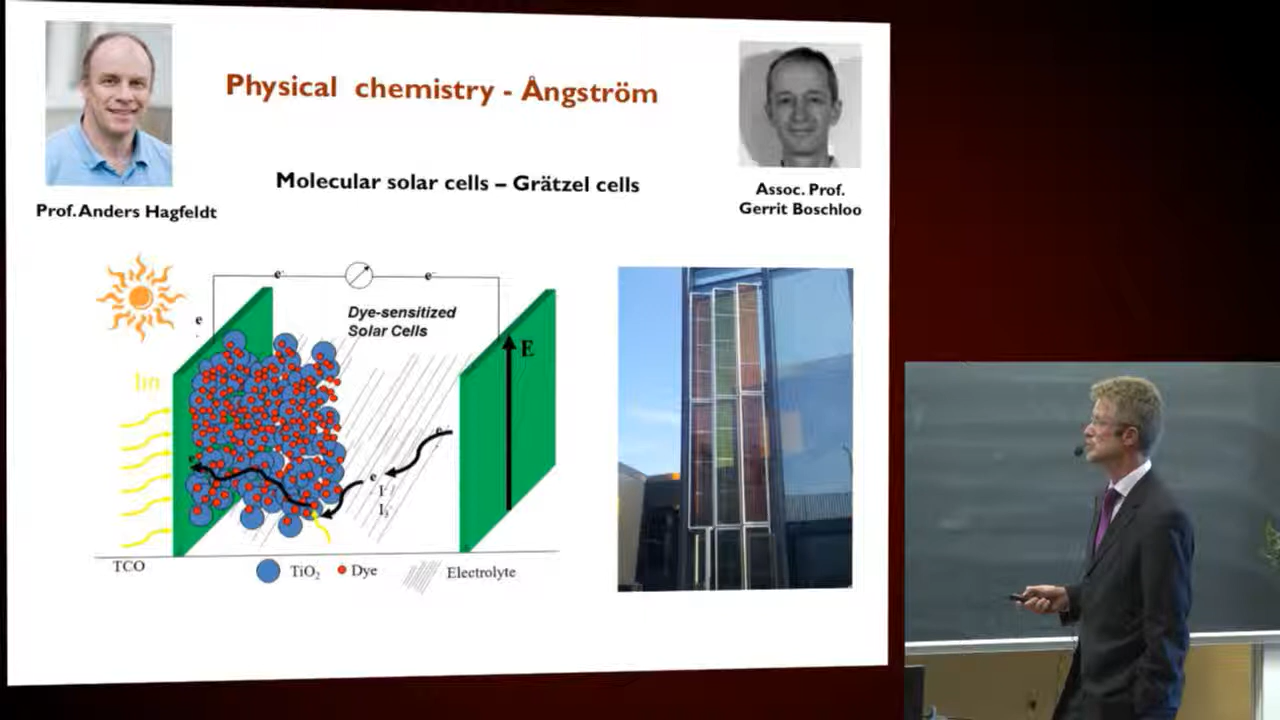 Physical chemistry - Ångström
Molecular solar cells – Grätzel cells
Prof. Anders Hagfeldt
Assoc. Prof.
Gerrit Boschloo
e-
e-
Dye-sensitized
Solar Cells
e
E
e
e
e
I
I3
TCO
TiO2
Dye
Electrolyte